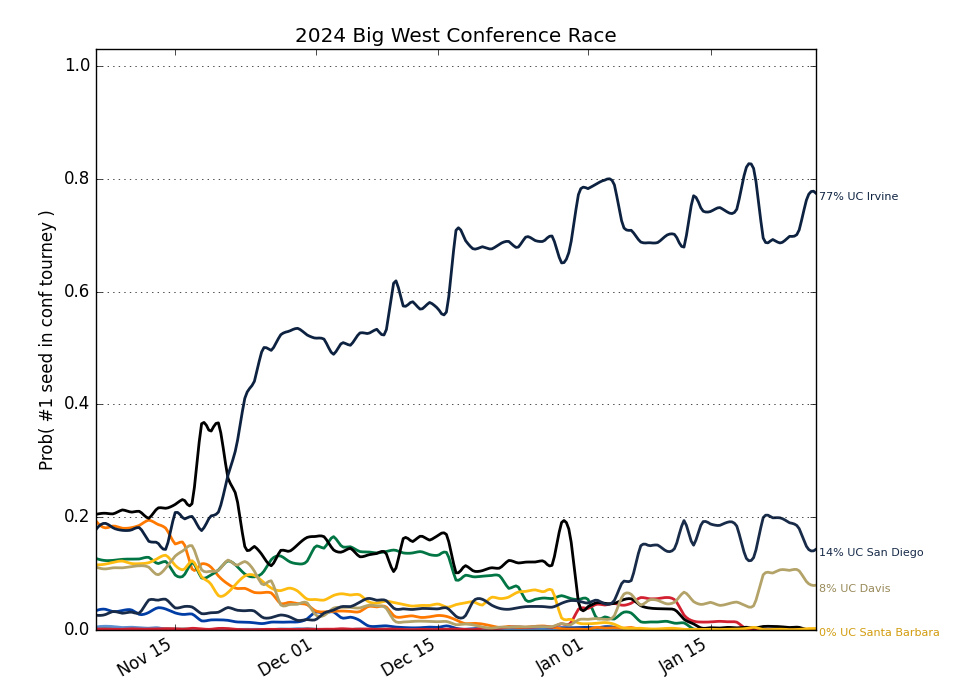 2024 Big West Conference Race
Prob( #1 seed in conf tourney )
1.0
0.8
0.6
0.4
0.2
0.0
77% UC Irvine
14% UC San Diego
8% UC Davis
0% UC Santa Barbara
Nov 15
Dec 01
Dec 15
Jan 01
Jan 15